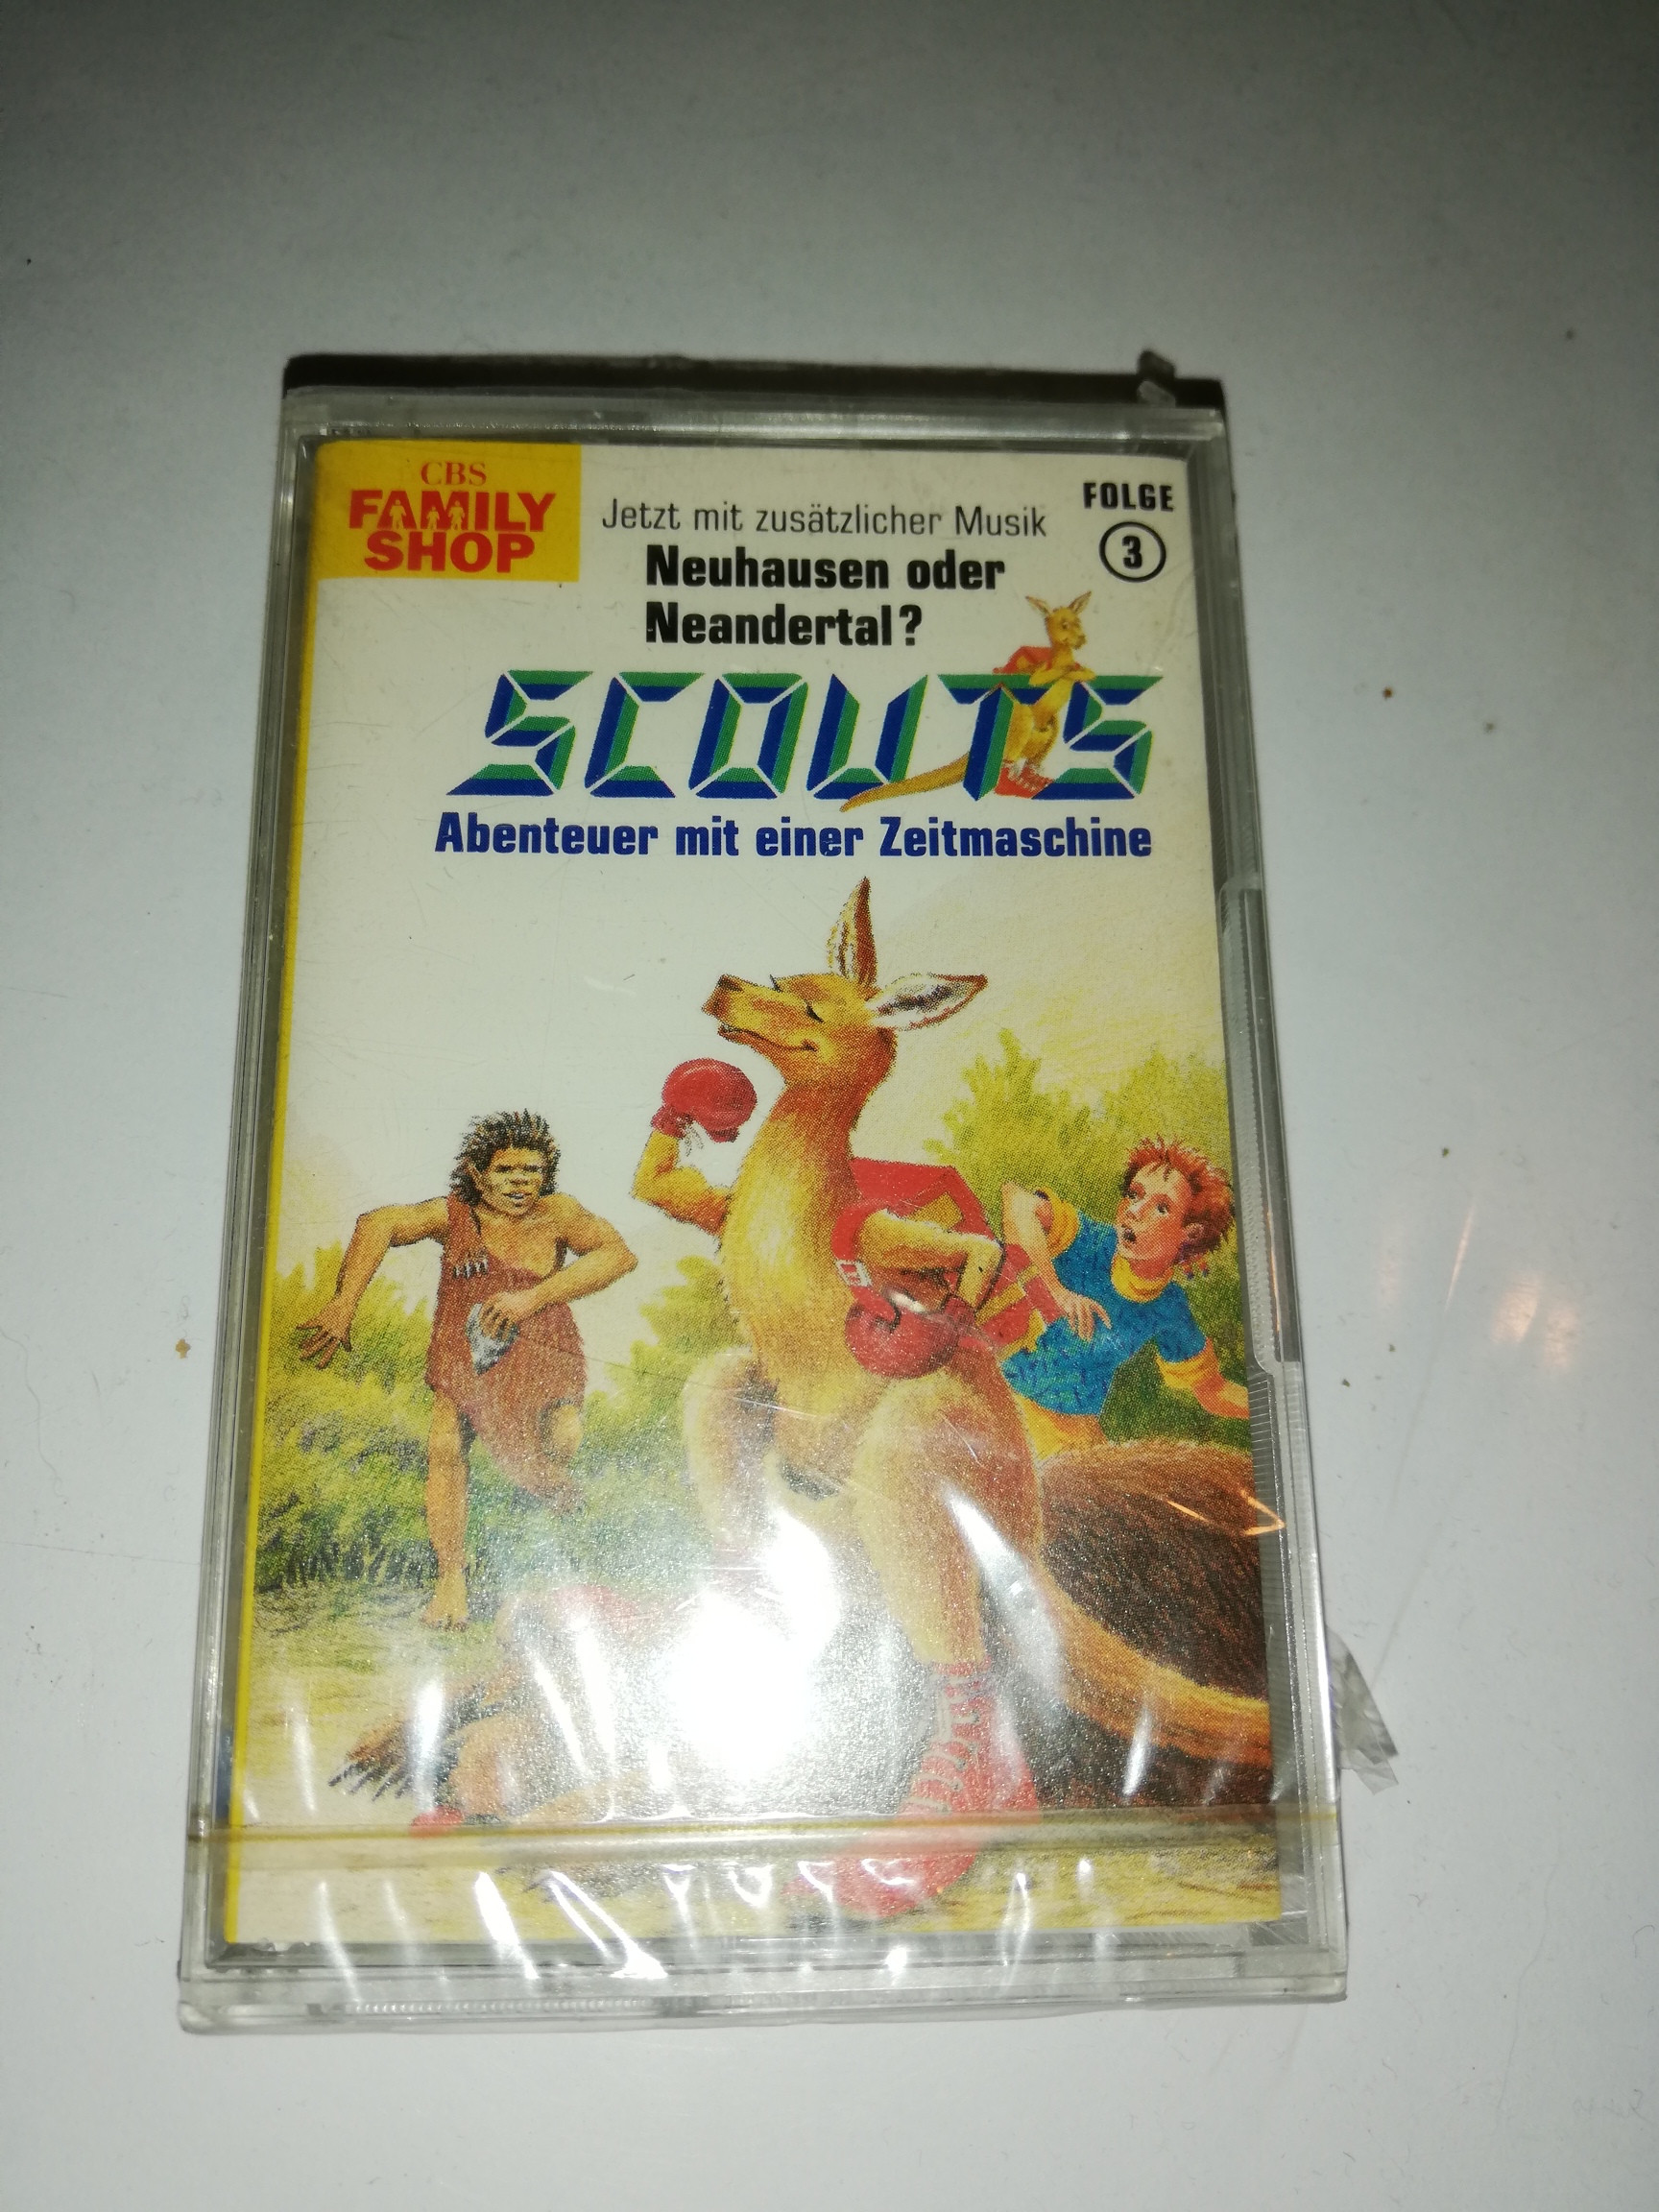 CBS
FAMILY
SHOP
Jetzt mit zusätzlicher Musik
FOLGE
3
Neuhausen oder
Neandertal?
SCOUTS
Abenteuer mit einer Zeitmaschine